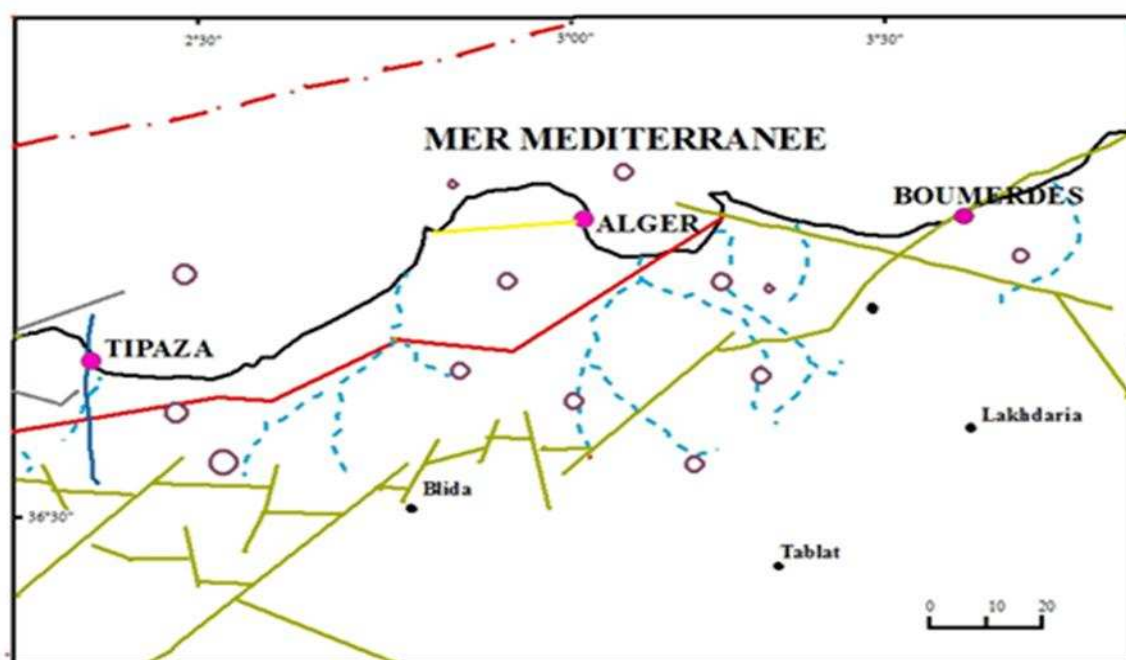 2°30"
3°00"
3°30"
MER MEDITERRANEE
BOUMERDES
ALGER
TIPAZA
Lakhdaria
Blida
36°30"
Tablat
0 10 20